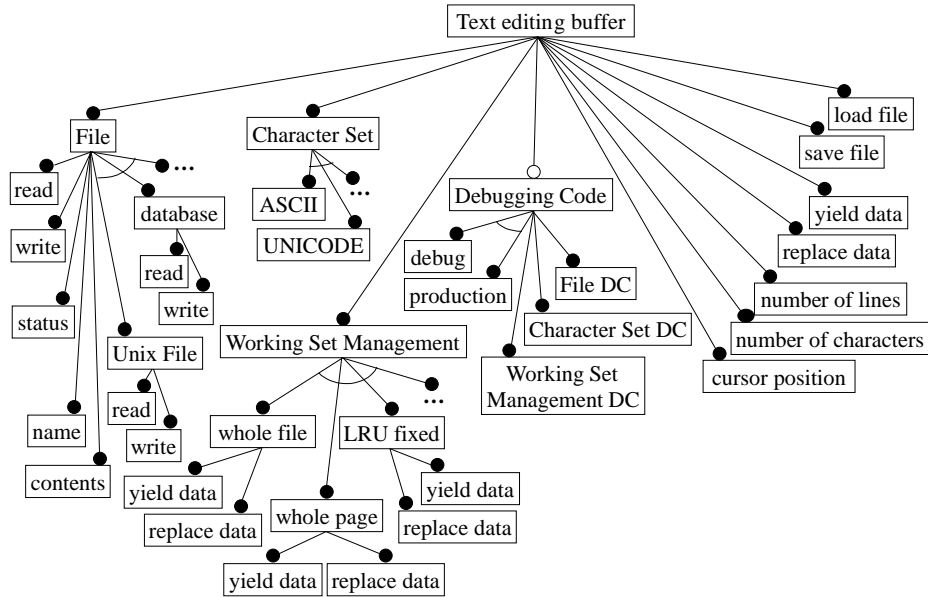 Text editing buffer
load file
File
Character Set
save file
...
read
...
ASCII
Debugging Code
database
yield data
write
UNICODE
debug
replace data
read
File DC
production
number of lines
write
status
Character Set DC
Unix File
Working Set Management
number of characters
Working Set
Management DC
cursor position
...
read
name
write
whole file
LRU fixed
contents
yield data
yield data
replace data
whole page
replace data
yield data
replace data